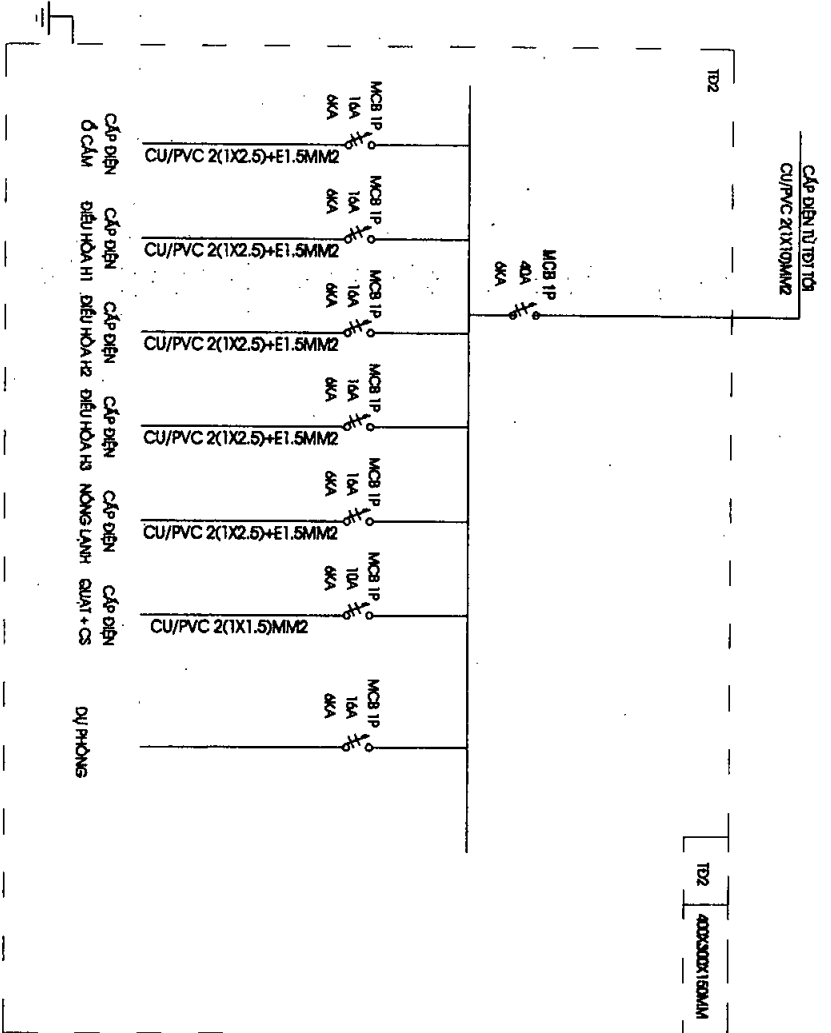 CẤP ĐIỆN TỪ TĐ1 TỚI
CU/PVC 2(1X10)MM2
TĐ2
MCB 1P
40A
6KA
MCB 1P
16A
6KA
CU/PVC 2(1X2.5)+E1.5MM2
CẤP ĐIỆN
Ổ CẮM
MCB 1P
16A
6KA
CU/PVC 2(1X2.5)+E1.5MM2
CẤP ĐIỆN
ĐIỀU HÒA H1
MCB 1P
16A
6KA
CU/PVC 2(1X2.5)+E1.5MM2
CẤP ĐIỆN
ĐIỀU HÒA H2
MCB 1P
16A
6KA
CU/PVC 2(1X2.5)+E1.5MM2
CẤP ĐIỆN
ĐIỀU HÒA H3
MCB 1P
16A
6KA
CU/PVC 2(1X2.5)+E1.5MM2
CẤP ĐIỆN
NÓNG LẠNH
MCB 1P
10A
6KA
CU/PVC 2(1X1.5)MM2
CẤP ĐIỆN
QUẠT + CS
MCB 1P
16A
6KA
DỰ PHÒNG
TĐ2 400X300X150MM